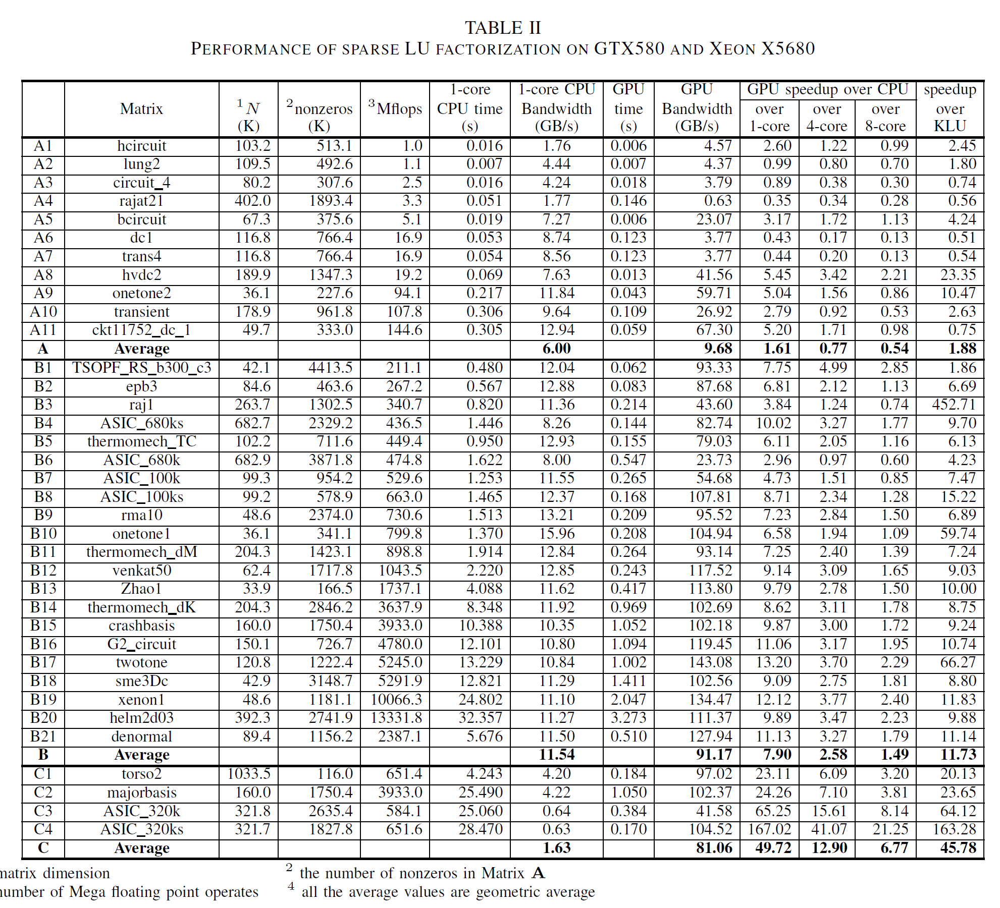 TABLE II
PERFORMANCE OF SPARSE LU FACTORIZATION ON GTX580 AND XEON X5680
Matrix | ¹N (K) | ²nonzeros (K) | ³Mflops | 1-core CPU time (s) | 1-core CPU Bandwidth (GB/s) | GPU time (s) | GPU Bandwidth (GB/s) | GPU speedup over CPU: over 1-core | over 4-core | over 8-core | speedup over KLU
A1 hcircuit 103.2 513.1 1.0 0.016 1.76 0.006 4.57 2.60 1.22 0.99 2.45
A2 lung2 109.5 492.6 1.1 0.007 4.44 0.007 4.37 0.99 0.80 0.70 1.80
A3 circuit_4 80.2 307.6 2.5 0.016 4.24 0.018 3.79 0.89 0.38 0.30 0.74
A4 rajat21 402.0 1893.4 3.3 0.051 1.77 0.146 0.63 0.35 0.34 0.28 0.56
A5 bcircuit 67.3 375.6 5.1 0.019 7.27 0.006 23.07 3.17 1.72 1.13 4.24
A6 dc1 116.8 766.4 16.9 0.053 8.74 0.123 3.77 0.43 0.17 0.13 0.51
A7 trans4 116.8 766.4 16.9 0.054 8.56 0.123 3.77 0.44 0.20 0.13 0.54
A8 hvdc2 189.9 1347.3 19.2 0.069 7.63 0.013 41.56 5.45 3.42 2.21 23.35
A9 onetone2 36.1 227.6 94.1 0.217 11.84 0.043 59.71 5.04 1.56 0.86 10.47
A10 transient 178.9 961.8 107.8 0.306 9.64 0.109 26.92 2.79 0.92 0.53 2.63
A11 ckt11752_dc_1 49.7 333.0 144.6 0.305 12.94 0.059 67.30 5.20 1.71 0.98 0.75
A Average 6.00 9.68 1.61 0.77 0.54 1.88
B1 TSOPF_RS_b300_c3 42.1 4413.5 211.1 0.480 12.04 0.062 93.33 7.75 4.99 2.85 1.86
B2 epb3 84.6 463.6 267.2 0.567 12.88 0.083 87.68 6.81 2.12 1.13 6.69
B3 raj1 263.7 1302.5 340.7 0.820 11.36 0.214 43.60 3.84 1.24 0.74 452.71
B4 ASIC_680ks 682.7 2329.2 436.5 1.446 8.26 0.144 82.74 10.02 3.27 1.77 9.70
B5 thermomech_TC 102.2 711.6 449.4 0.950 12.93 0.155 79.03 6.11 2.05 1.16 6.13
B6 ASIC_680k 682.9 3871.8 474.8 1.622 8.00 0.547 23.73 2.96 0.97 0.60 4.23
B7 ASIC_100k 99.3 954.2 529.6 1.253 11.55 0.265 54.68 4.73 1.51 0.85 7.47
B8 ASIC_100ks 99.2 578.9 663.0 1.465 12.37 0.168 107.81 8.71 2.34 1.28 15.22
B9 rma10 48.6 2374.0 730.6 1.513 13.21 0.209 95.52 7.23 2.84 1.50 6.89
B10 onetone1 36.1 341.1 799.8 1.370 15.96 0.208 104.94 6.58 1.94 1.09 59.74
B11 thermomech_dM 204.3 1423.1 898.8 1.914 12.84 0.264 93.14 7.25 2.40 1.39 7.24
B12 venkat50 62.4 1717.8 1043.5 2.220 12.85 0.243 117.52 9.14 3.09 1.65 9.03
B13 Zhao1 33.9 166.5 1737.1 4.088 11.62 0.417 113.80 9.79 2.78 1.50 10.00
B14 thermomech_dK 204.3 2846.2 3637.9 8.348 11.92 0.969 102.69 8.62 3.11 1.78 8.75
B15 crashbasis 160.0 1750.4 3933.0 10.388 10.35 1.052 102.18 9.87 3.00 1.72 9.24
B16 G2_circuit 150.1 726.7 4780.0 12.101 10.80 1.094 119.45 11.06 3.17 1.95 10.74
B17 twotone 120.8 1222.4 5245.0 13.229 10.84 1.002 143.08 13.20 3.70 2.29 66.27
B18 sme3Dc 42.9 3148.7 5291.9 12.821 11.29 1.411 102.56 9.09 2.75 1.81 8.80
B19 xenon1 48.6 1181.1 10066.3 24.802 11.10 2.047 134.47 12.12 3.77 2.40 11.83
B20 helm2d03 392.3 2741.9 13331.8 32.357 11.27 3.273 111.37 9.89 3.47 2.23 9.88
B21 denormal 89.4 1156.2 2387.1 5.676 11.50 0.510 127.94 11.13 3.27 1.79 11.14
B Average 11.54 91.17 7.90 2.58 1.49 11.73
C1 torso2 1033.5 116.0 651.4 4.243 4.20 0.184 97.02 23.11 6.09 3.20 20.13
C2 majorbasis 160.0 1750.4 3933.0 25.490 4.22 1.050 102.37 24.26 7.10 3.81 23.65
C3 ASIC_320k 321.8 2635.4 584.1 25.060 0.64 0.384 41.58 65.25 15.61 8.14 64.12
C4 ASIC_320ks 321.7 1827.8 651.6 28.470 0.63 0.170 104.52 167.02 41.07 21.25 163.28
C Average 1.63 81.06 49.72 12.90 6.77 45.78
matrix dimension ² the number of nonzeros in Matrix A
number of Mega floating point operates ⁴ all the average values are geometric average